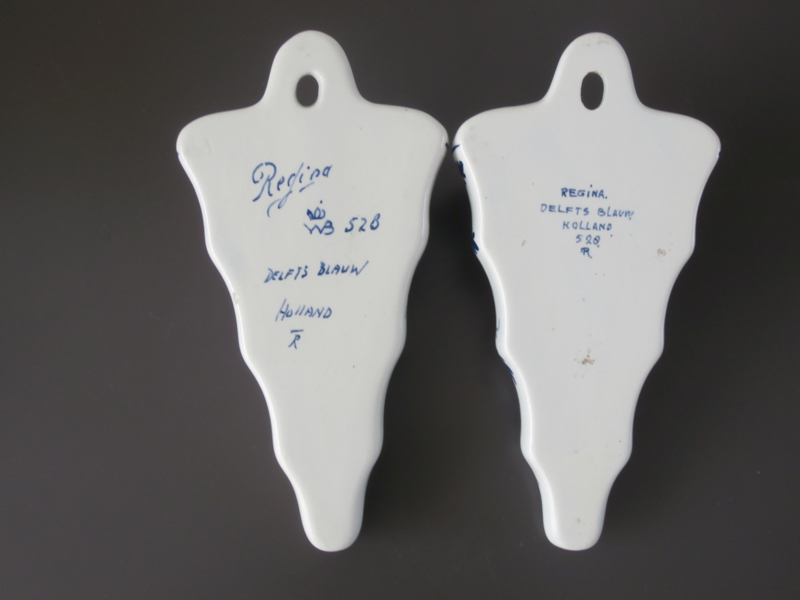 Regina
WB 528
DELFTS BLAUW
HOLLAND
R
REGINA.
DELFTS BLAUW
HOLLAND
528
R